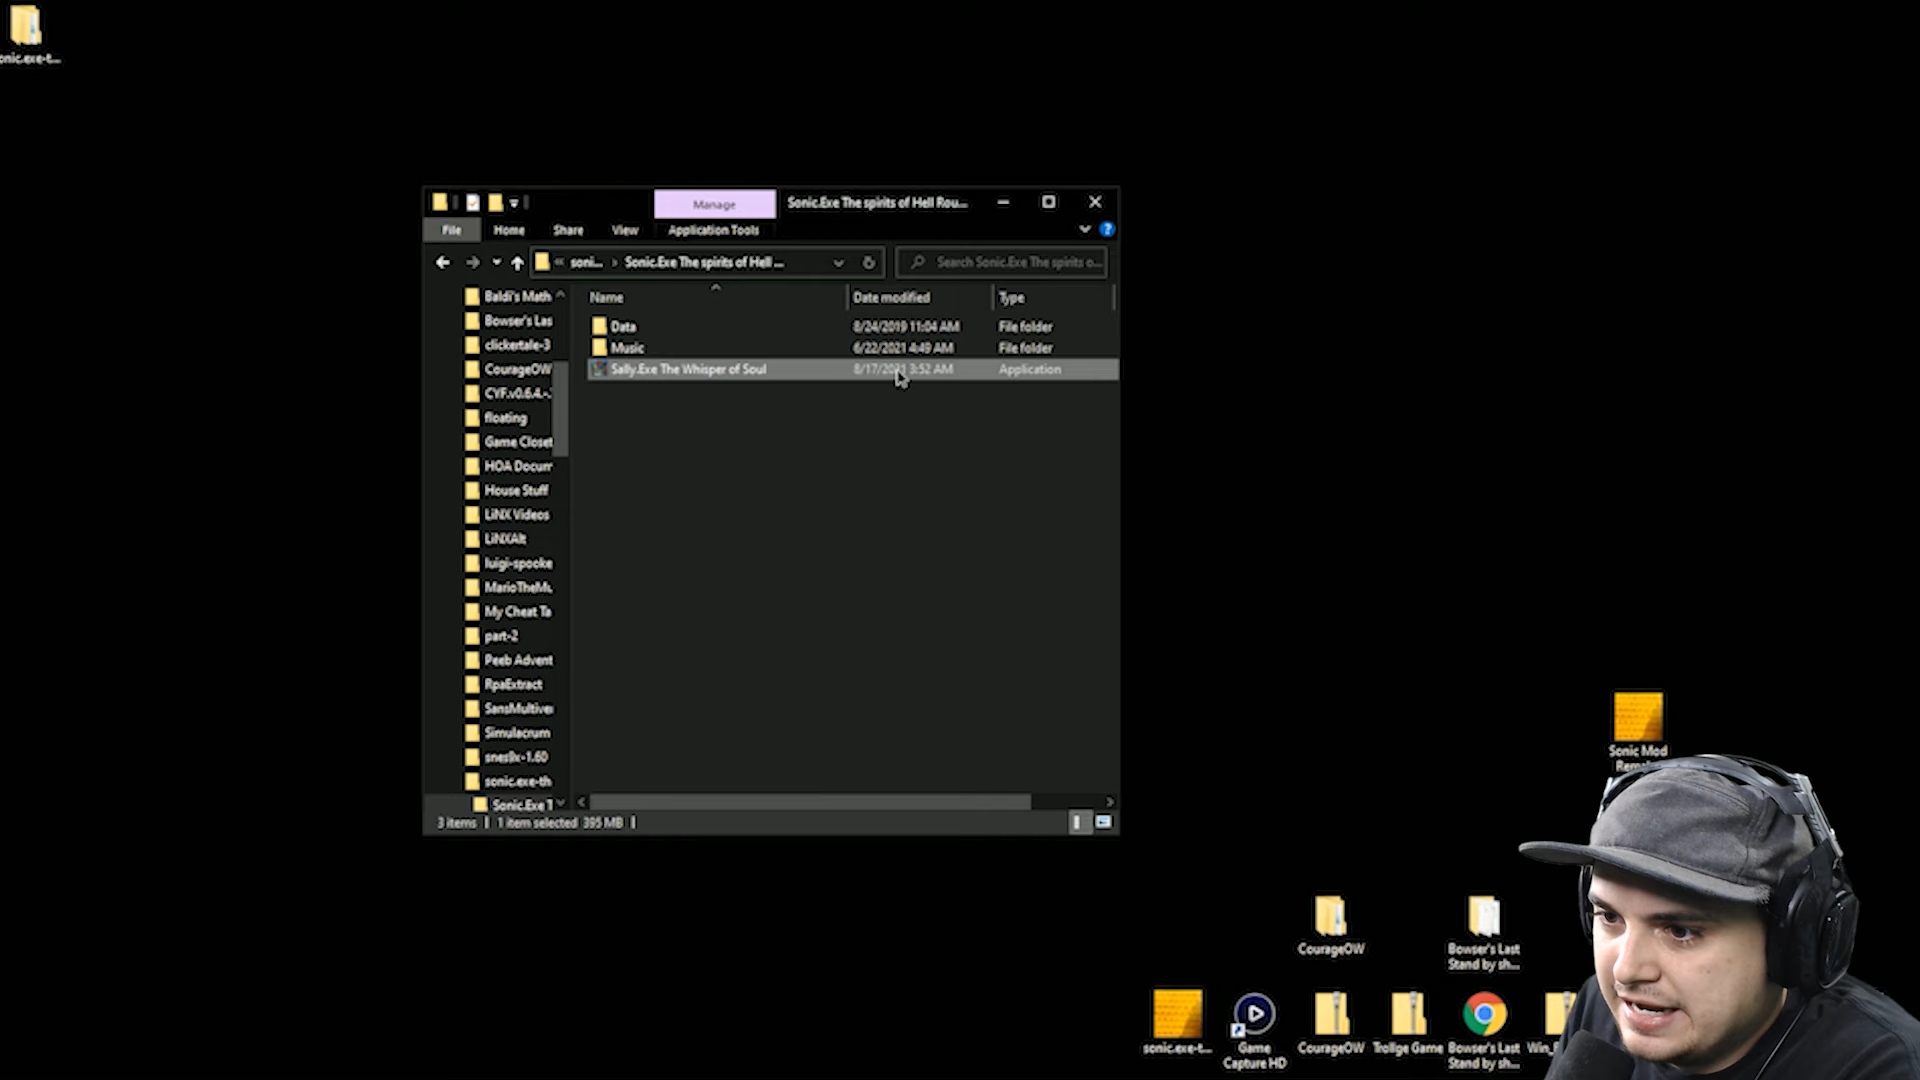 onic.exe-t...
Manage
Sonic.Exe The spirits of Hell Rou...
File
Home
Share
View
Application Tools
soni...
Sonic.Exe The spirits of Hell ...
Search Sonic.Exe The spirits o...
Name
Date modified
Type
Baldi's Math
Bowser's Las
clickertale-3
CourageOW
CYF.v0.6.4.-.
floating
Game Closet
HOA Docum
House Stuff
LiNX Videos
LiNXAlt
luigi-spooke
MarioTheMu
My Cheat Ta
part-2
Peeb Advent
RpaExtract
SansMultiver
Simulacrum
snes9x-1.60
sonic.exe-th
Sonic.Exe T
Data 8/24/2019 11:04 AM File folder
Music 6/22/2021 4:49 AM File folder
Sally.Exe The Whisper of Soul 8/17/2021 3:52 AM Application
3 items
1 item selected 395 MB
Sonic Mod
CourageOW
Bowser's Last
Stand by sh...
sonic.exe-t...
Game
Capture HD
CourageOW
Trollge Game
Bowser's Last
Stand by sh...